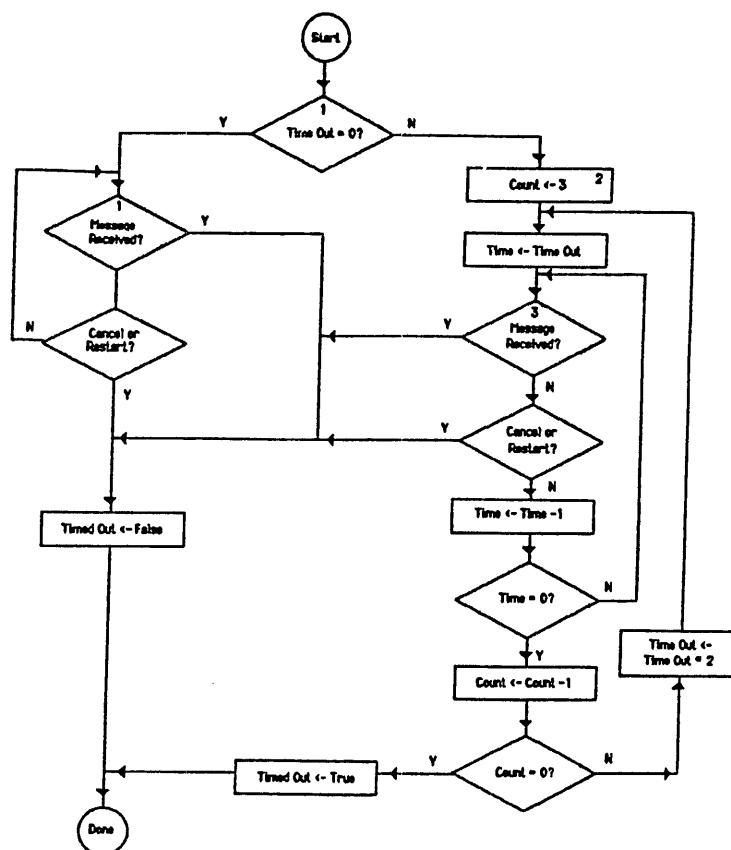 Start
1
Time Out = 0?
Y
N
Count <- 3
2
1
Message
Received?
Y
Time <- Time Out
3
Message
Received?
Y
N
N
Cancel or
Restart?
Y
Cancel or
Restart?
Y
N
Timed Out <- False
Time <- Time -1
Time = 0?
N
Y
Time Out <-
Time Out * 2
Count <- Count -1
Timed Out <- True
Y
Count = 0?
N
Done